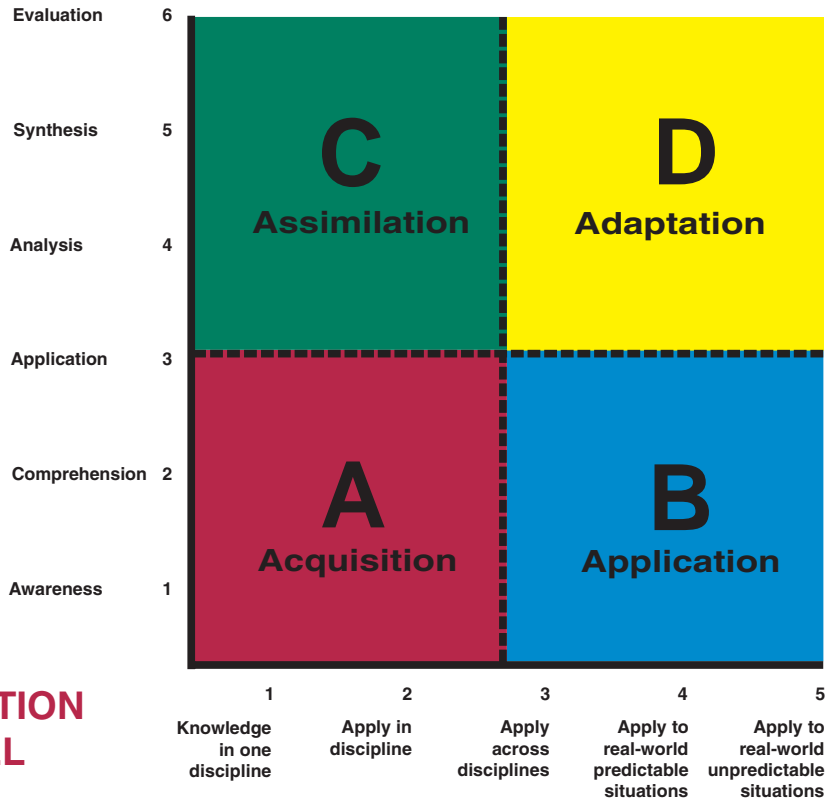 Evaluation 6
Synthesis 5
C D
Assimilation Adaptation
Analysis 4
Application 3
Comprehension 2
A B
Acquisition Application
Awareness 1
1 2 3 4 5
Knowledge
in one
discipline
Apply in
discipline
Apply
across
disciplines
Apply to
real-world
predictable
situations
Apply to
real-world
unpredictable
situations
TION